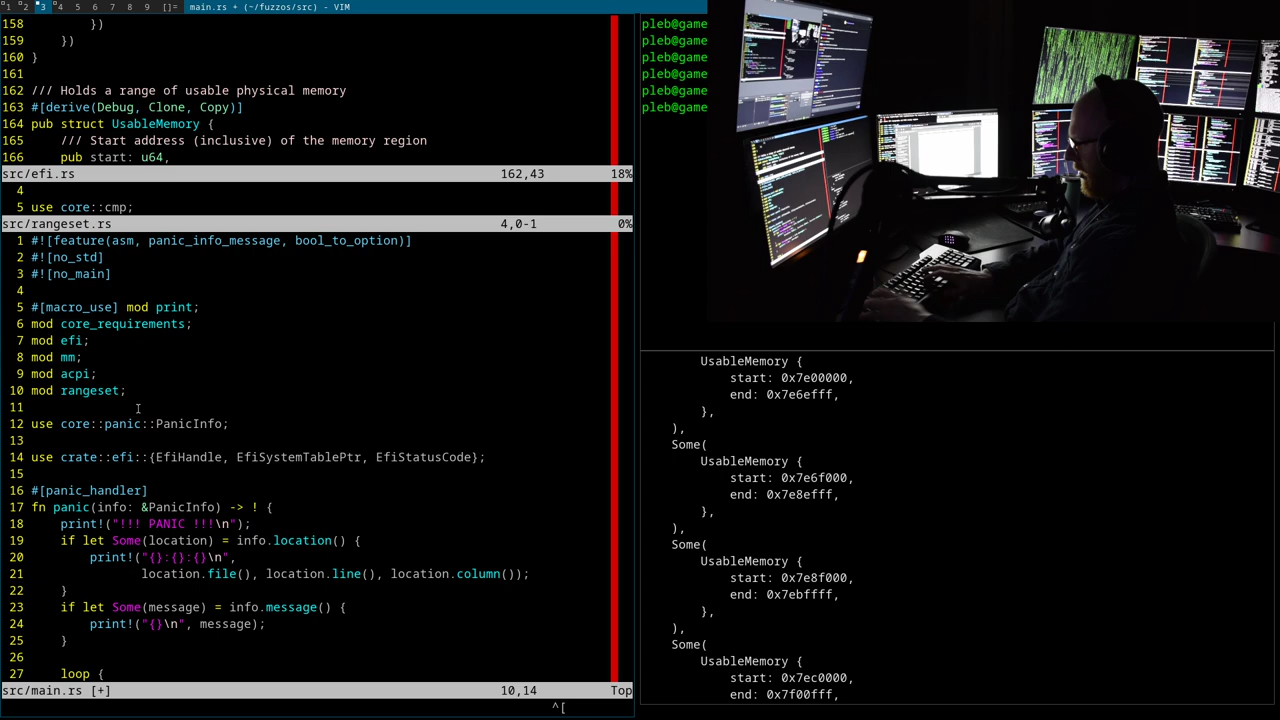 1 2 3 4 5 6 7 8 9 []= main.rs + (~/fuzzos/src) - VIM
158         })
159     })
160 }
161
162 /// Holds a range of usable physical memory
163 #[derive(Debug, Clone, Copy)]
164 pub struct UsableMemory {
165     /// Start address (inclusive) of the memory region
166     pub start: u64,
src/efi.rs 162,43 18%
4
5 use core::cmp;
src/rangeset.rs 4,0-1 0%
1 #![feature(asm, panic_info_message, bool_to_option)]
2 #![no_std]
3 #![no_main]
4
5 #[macro_use] mod print;
6 mod core_requirements;
7 mod efi;
8 mod mm;
9 mod acpi;
10 mod rangeset;
11
12 use core::panic::PanicInfo;
13
14 use crate::efi::{EfiHandle, EfiSystemTablePtr, EfiStatusCode};
15
16 #[panic_handler]
17 fn panic(info: &PanicInfo) -> ! {
18     print!("!!! PANIC !!!\n");
19     if let Some(location) = info.location() {
20         print!("{}:{}:{}\n",
21                location.file(), location.line(), location.column());
22     }
23     if let Some(message) = info.message() {
24         print!("{}\n", message);
25     }
26
27     loop {
src/main.rs [+] 10,14 Top
^[
pleb@game
pleb@game
pleb@game
pleb@game
pleb@game
pleb@game
        UsableMemory {
            start: 0x7e00000,
            end: 0x7e6efff,
        },
    ),
    Some(
        UsableMemory {
            start: 0x7e6f000,
            end: 0x7e8efff,
        },
    ),
    Some(
        UsableMemory {
            start: 0x7e8f000,
            end: 0x7ebffff,
        },
    ),
    Some(
        UsableMemory {
            start: 0x7ec0000,
            end: 0x7f00fff,